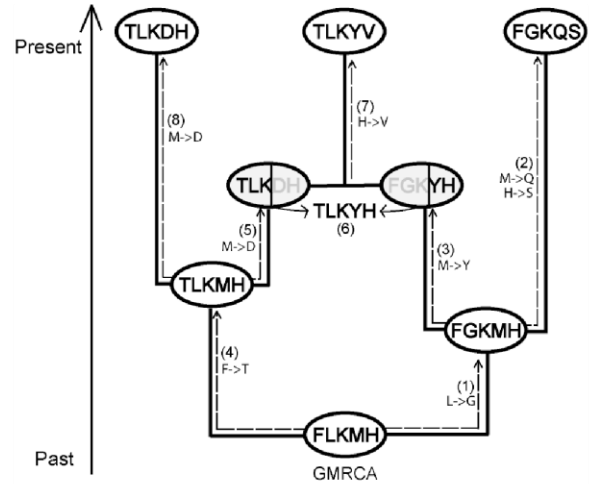 TLKDH
TLKYV
FGKQS
Present
(8)
M->D
(7)
H->V
(2)
M->Q
H->S
TLKDH
FGKYH
TLKYH
(6)
(5)
M->D
(3)
M->Y
TLKMH
FGKMH
(4)
F->T
(1)
L->G
FLKMH
Past
GMRCA